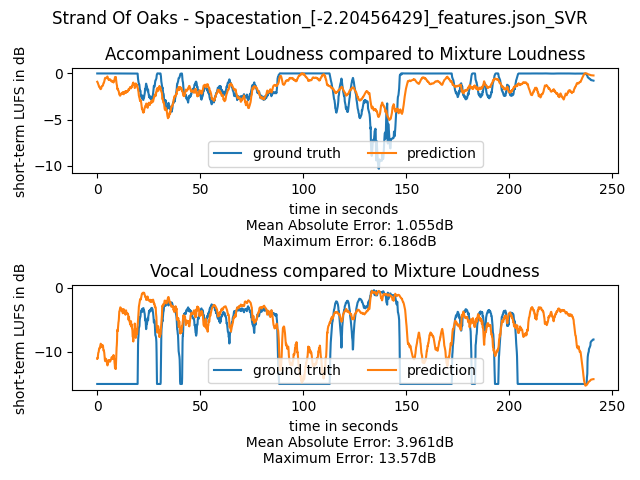 Strand Of Oaks - Spacestation_[-2.20456429]_features.json_SVR
Accompaniment Loudness compared to Mixture Loudness
short-term LUFS in dB
0
−5
−10
ground truth
prediction
0
50
100
150
200
250
time in seconds
Mean Absolute Error: 1.055dB
Maximum Error: 6.186dB
Vocal Loudness compared to Mixture Loudness
short-term LUFS in dB
0
−10
ground truth
prediction
0
50
100
150
200
250
time in seconds
Mean Absolute Error: 3.961dB
Maximum Error: 13.57dB